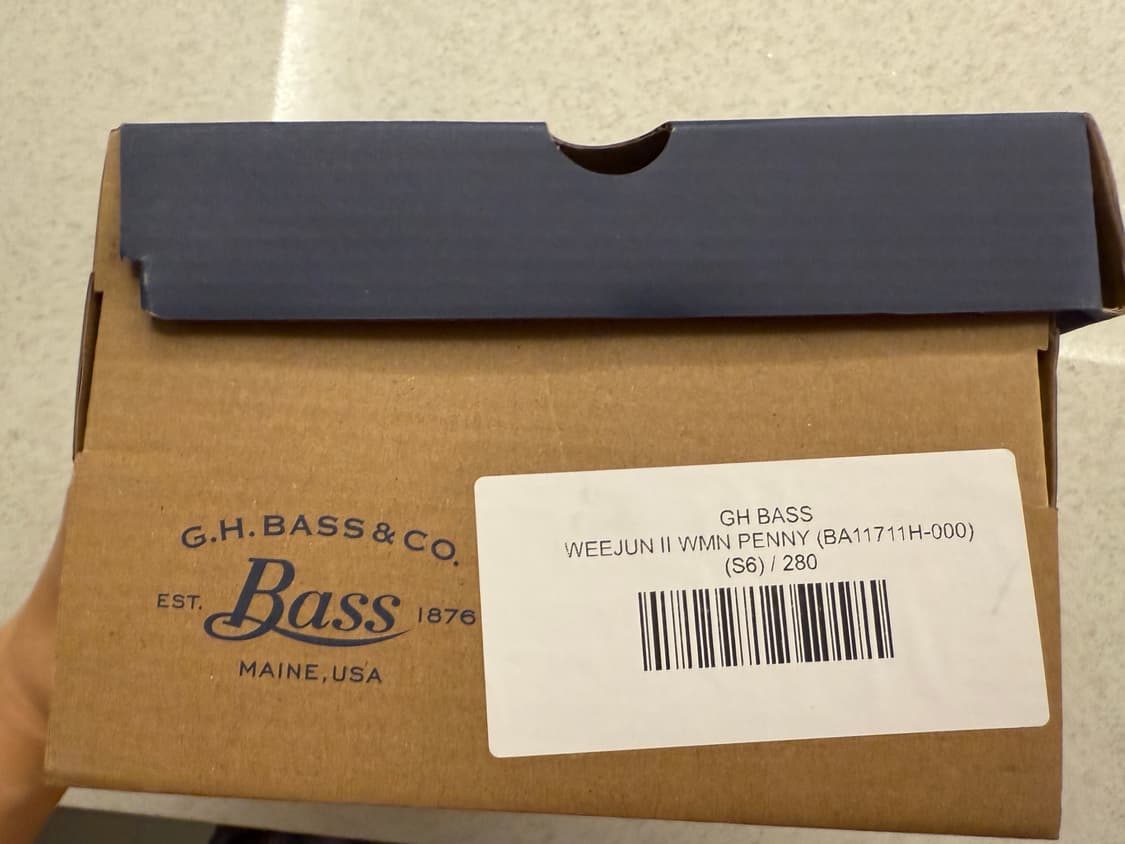 G.H.BASS & CO.
EST. Bass 1876
MAINE, USA
GH BASS
WEEJUN II WMN PENNY (BA11711H-000)
(S6) / 280